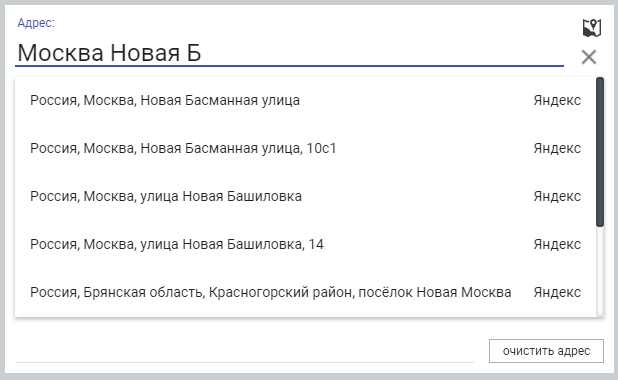 Адрес:
Москва Новая Б
Россия, Москва, Новая Басманная улица Яндекс
Россия, Москва, Новая Басманная улица, 10с1 Яндекс
Россия, Москва, улица Новая Башиловка Яндекс
Россия, Москва, улица Новая Башиловка, 14 Яндекс
Россия, Брянская область, Красногорский район, посёлок Новая Москва Яндекс
очистить адрес